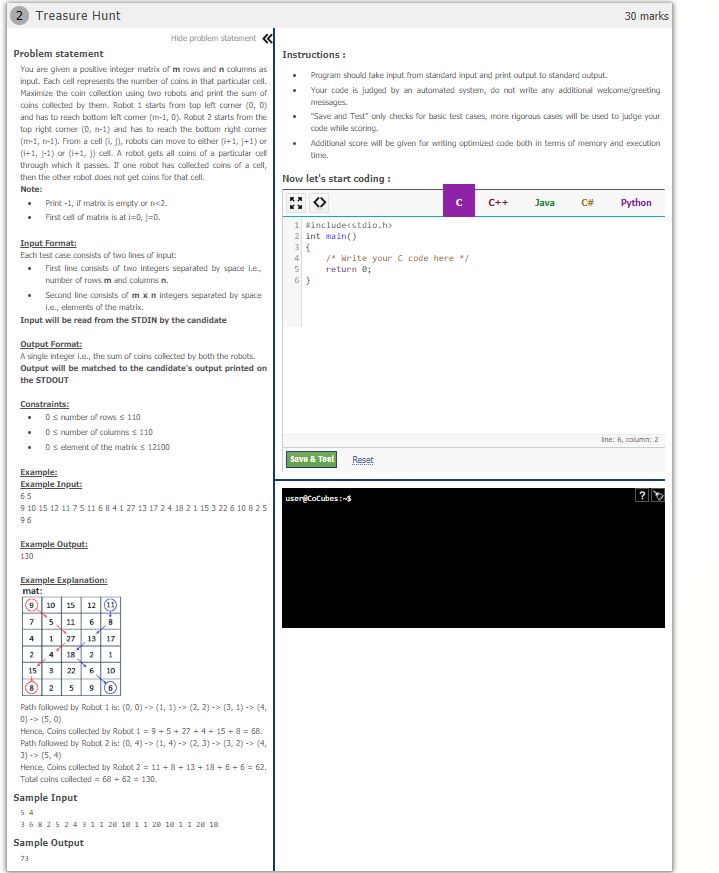 2 Treasure Hunt
30 marks
Hide problem statement «
Problem statement
You are given a positive integer matrix of m rows and n columns as
input. Each cell represents the number of coins in that particular cell.
Maximize the coin collection using two robots and print the sum of
coins collected by them. Robot 1 starts from top left corner (0, 0)
and has to reach bottom left corner (m-1, 0). Robot 2 starts from the
top right corner (0, n-1) and has to reach the bottom right corner
(m-1, n-1). From a cell (i, j), robots can move to either (i+1, j+1) or
(i+1, j-1) or (i+1, j) cell. A robot gets all coins of a particular cell
through which it passes. If one robot has collected coins of a cell,
then the other robot does not get coins for that cell.
Note:
• Print -1, if matrix is empty or n<2.
• First cell of matrix is at i=0, j=0.
Input Format:
Each test case consists of two lines of input:
• First line consists of two integers separated by space i.e.,
number of rows m and columns n.
• Second line consists of m x n integers separated by space
i.e., elements of the matrix.
Input will be read from the STDIN by the candidate
Output Format:
A single integer i.e., the sum of coins collected by both the robots.
Output will be matched to the candidate's output printed on
the STDOUT
Constraints:
• 0 ≤ number of rows ≤ 110
• 0 ≤ number of columns ≤ 110
• 0 ≤ element of the matrix ≤ 12100
Example:
Example Input:
6 5
9 10 15 12 11 7 5 11 6 8 4 1 27 13 17 2 4 18 2 1 15 3 22 6 10 8 2 5
9 6
Example Output:
130
Example Explanation:
mat:
9 10 15 12 11
7 5 11 6 8
4 1 27 13 17
2 4 18 2 1
15 3 22 6 10
8 2 5 9 6
Path followed by Robot 1 is: (0, 0) -> (1, 1) -> (2, 2) -> (3, 1) -> (4,
0) -> (5, 0)
Hence, Coins collected by Robot 1 = 9 + 5 + 27 + 4 + 15 + 8 = 68.
Path followed by Robot 2 is: (0, 4) -> (1, 4) -> (2, 3) -> (3, 2) -> (4,
3) -> (5, 4)
Hence, Coins collected by Robot 2 = 11 + 8 + 13 + 18 + 6 + 6 = 62.
Total coins collected = 68 + 62 = 130.
Sample Input
5 4
3 6 8 2 5 2 4 3 1 1 20 10 1 1 20 10 1 1 20 10
Sample Output
73
Instructions :
• Program should take input from standard input and print output to standard output.
• Your code is judged by an automated system, do not write any additional welcome/greeting
messages.
• "Save and Test" only checks for basic test cases, more rigorous cases will be used to judge your
code while scoring.
• Additional score will be given for writing optimized code both in terms of memory and execution
time.
Now let's start coding :
C C++ Java C# Python
1 #include<stdio.h>
2 int main()
3 {
4 /* Write your C code here */
5 return 0;
6 }
line: 6, column: 2
Save & Test Reset
user@CoCubes:~$
?